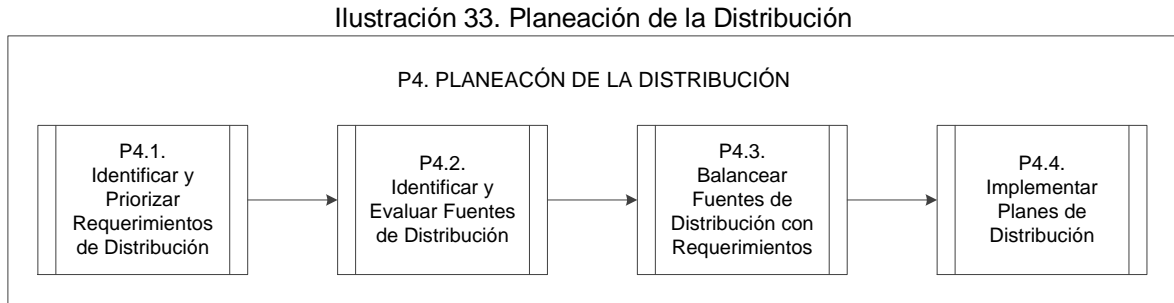 Ilustración 33. Planeación de la Distribución
P4. PLANEACÓN DE LA DISTRIBUCIÓN
P4.1.
Identificar y
Priorizar
Requerimientos
de Distribución
P4.2.
Identificar y
Evaluar Fuentes
de Distribución
P4.3.
Balancear
Fuentes de
Distribución con
Requerimientos
P4.4.
Implementar
Planes de
Distribución